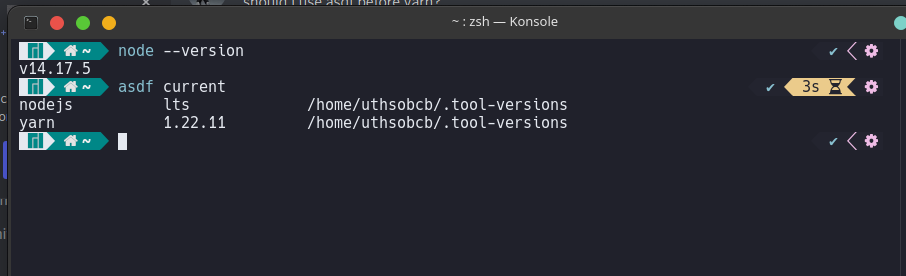 should i use asdf before yarn?
~ : zsh — Konsole
~ node --version
v14.17.5
~ asdf current
3s
nodejs lts /home/uthsobcb/.tool-versions
yarn 1.22.11 /home/uthsobcb/.tool-versions
~